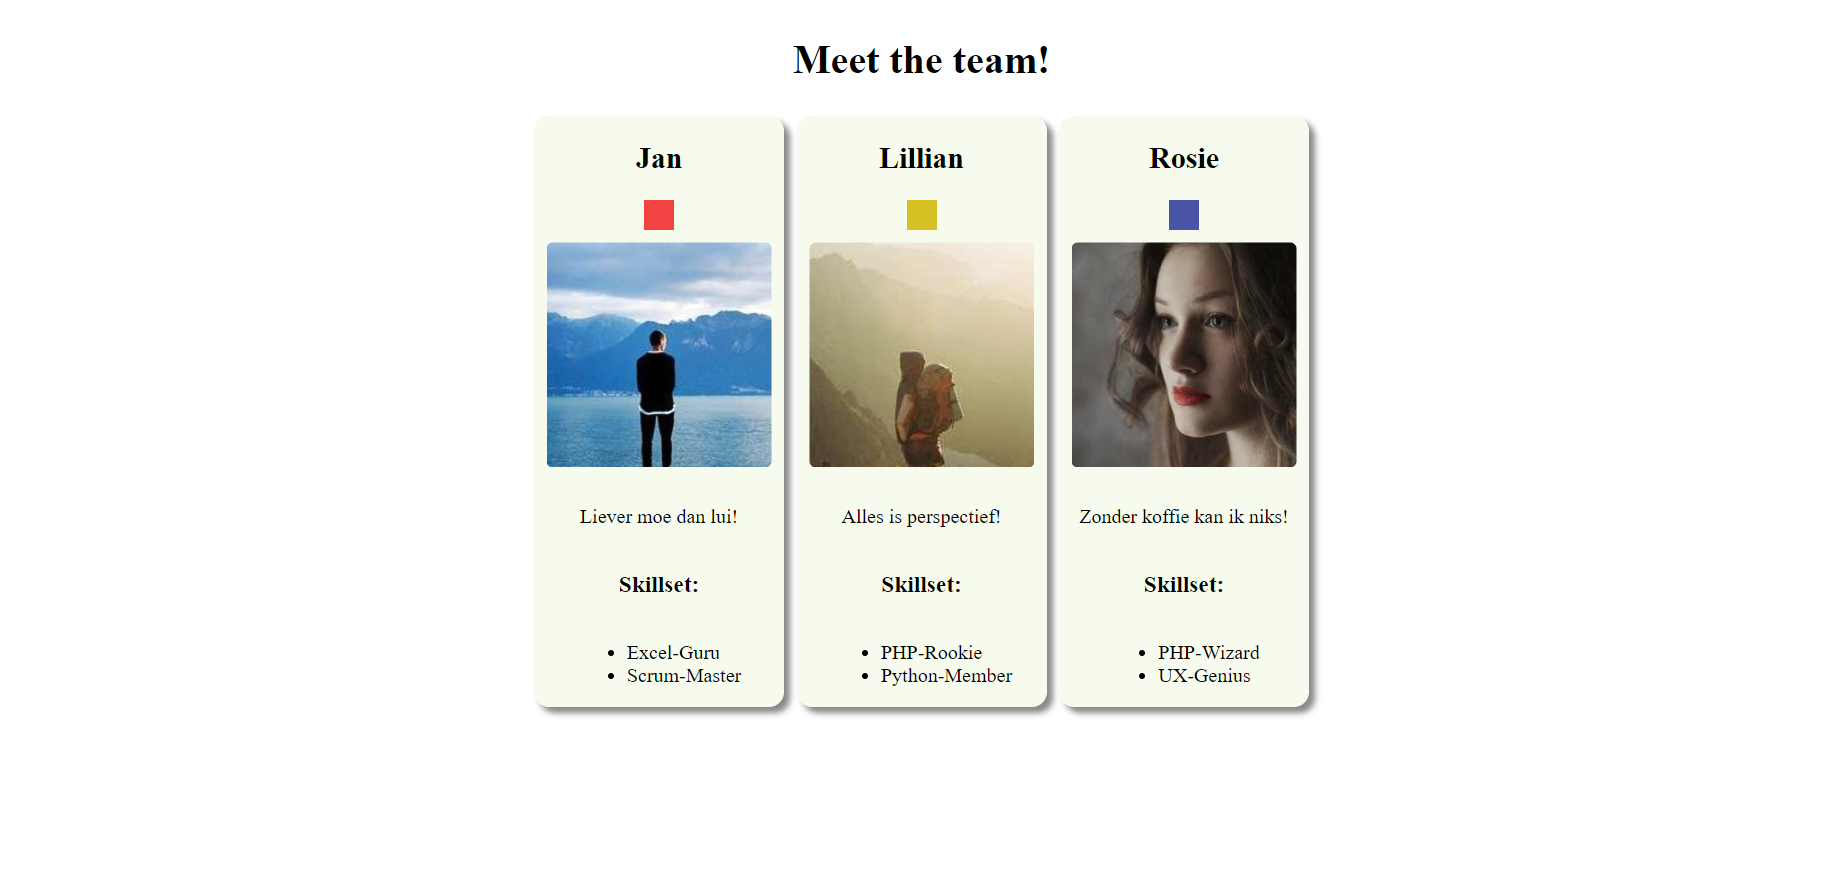 Meet the team!
Jan
Liever moe dan lui!
Skillset:
Excel-Guru
Scrum-Master
Lillian
Alles is perspectief!
Skillset:
PHP-Rookie
Python-Member
Rosie
Zonder koffie kan ik niks!
Skillset:
PHP-Wizard
UX-Genius